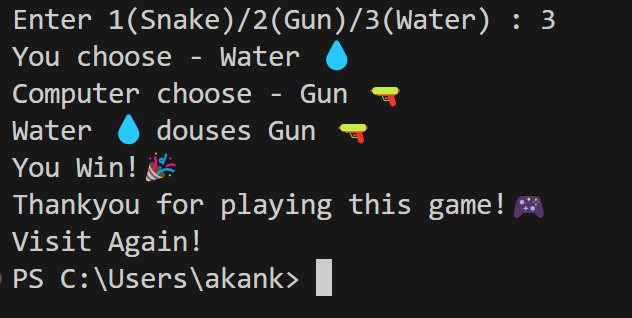 Enter 1(Snake)/2(Gun)/3(Water) : 3
You choose - Water 💧
Computer choose - Gun 🔫
Water 💧 douses Gun 🔫
You Win!🎉
Thankyou for playing this game!🎮
Visit Again!
PS C:\Users\akank>